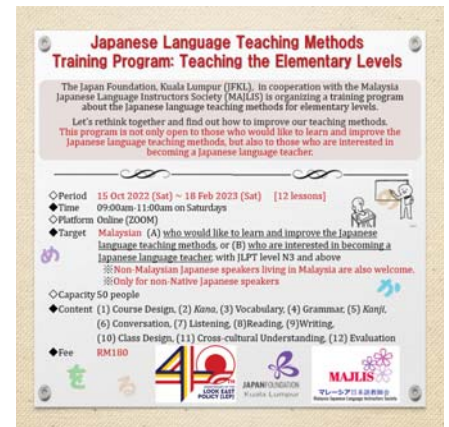 Japanese Language Teaching Methods
Training Program: Teaching the Elementary Levels
The Japan Foundation, Kuala Lumpur (JFKL), in cooperation with the Malaysia
Japanese Language Instructors Society (MAJLIS) is organizing a training program
about the Japanese language teaching methods for elementary levels.
Let's rethink together and find out how to improve our teaching methods.
This program is not only open to those who would like to learn and improve the
Japanese language teaching methods, but also to those who are interested in
becoming a Japanese language teacher.
◇Period 15 Oct 2022 (Sat) ~ 18 Feb 2023 (Sat) [12 lessons]
◆Time 09:00am-11:00am on Saturdays
◇Platform Online (ZOOM)
◆Target Malaysian (A) who would like to learn and improve the Japanese
language teaching methods, or (B) who are interested in becoming a
Japanese language teacher, with JLPT level N3 and above
※Non-Malaysian Japanese speakers living in Malaysia are also welcome.
※Only for non-Native Japanese speakers
◇Capacity 50 people
◆Content (1) Course Design, (2) Kana, (3) Vocabulary, (4) Grammar, (5) Kanji,
(6) Conversation, (7) Listening, (8)Reading, (9)Writing,
(10) Class Design, (11) Cross-cultural Understanding, (12) Evaluation
◆Fee RM180
の
め
か
を
る
40
LOOK EAST
POLICY (LEP)
JAPANFOUNDATION
Kuala Lumpur
MAJLIS
マレーシア日本語教師会
Malaysia Japanese Language Instructors Society